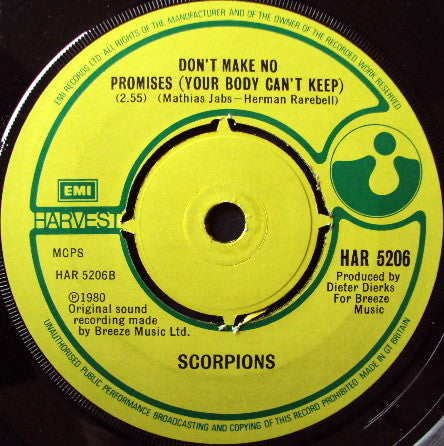 EMI RECORDS LTD. ALL RIGHTS OF THE MANUFACTURER AND OF THE OWNER OF THE RECORDED WORK RESERVED
DON'T MAKE NO
PROMISES (YOUR BODY CAN'T KEEP)
(2.55) (Mathias Jabs–Herman Rarebell)
EMI
HARVEST
MCPS
HAR 5206B
℗1980
Original sound
recording made
by Breeze Music Ltd.
HAR 5206
Produced by
Dieter Dierks
For Breeze
Music
SCORPIONS
UNAUTHORISED PUBLIC PERFORMANCE BROADCASTING AND COPYING OF THIS RECORD PROHIBITED MADE IN GT BRITAIN